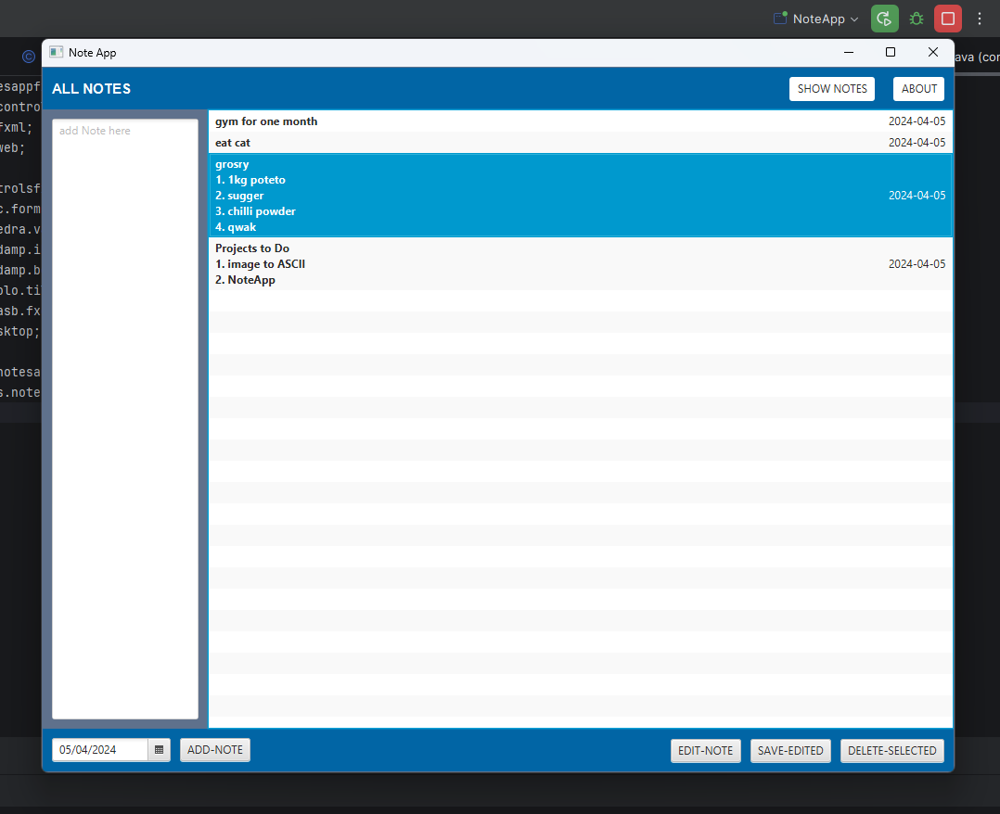 NoteApp
Note App
ava (cor
esappf
contro
fxml;
web;
trolsf
c.form
edra.v
damp.i
damp.b
olo.ti
asb.fx
sktop;
notesa
s.note
ALL NOTES
SHOW NOTES
ABOUT
add Note here
gym for one month 2024-04-05
eat cat 2024-04-05
grosry
1. 1kg poteto
2. sugger 2024-04-05
3. chilli powder
4. qwak
Projects to Do
1. image to ASCII 2024-04-05
2. NoteApp
05/04/2024
ADD-NOTE
EDIT-NOTE
SAVE-EDITED
DELETE-SELECTED